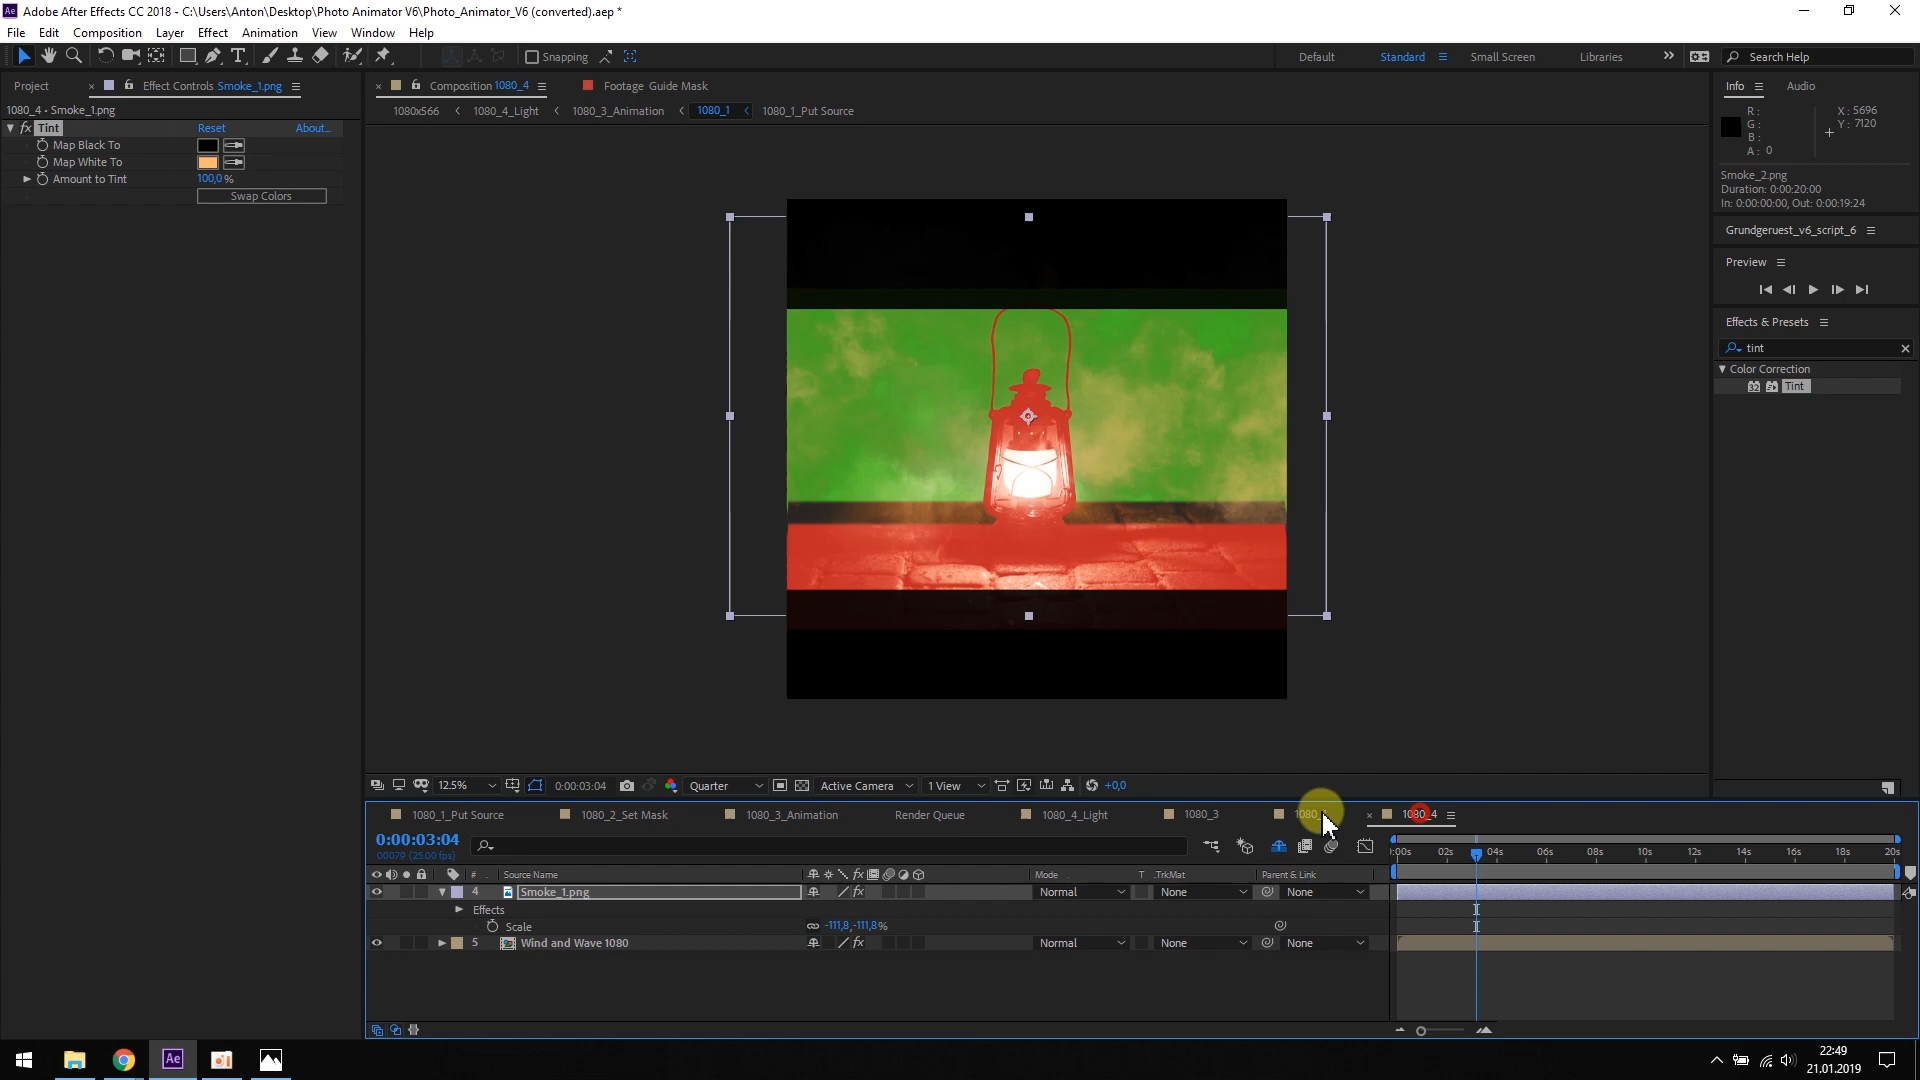 Adobe After Effects CC 2018 - C:\Users\Anton\Desktop\Photo Animator V6\Photo_Animator_V6 (converted).aep *
File Edit Composition Layer Effect Animation View Window Help
Snapping Default Standard Small Screen Libraries Search Help
Project Effect Controls Smoke_1.png
1080_4 • Smoke_1.png
fx Tint Reset About...
Map Black To
Map White To
Amount to Tint 100,0 %
Swap Colors
Composition 1080_4 Footage Guide Mask
1080x566 1080_4_Light 1080_3_Animation 1080_1 1080_1_Put Source
Info Audio
R:
G:
B:
A: 0
X: 5696
Y: 7120
Smoke_2.png
Duration: 0:00:20:00
In: 0:00:00:00, Out: 0:00:19:24
Grundgeruest_v6_script_6
Preview
Effects & Presets
tint
Color Correction
Tint
12.5% 0:00:03:04 Quarter Active Camera 1 View +0,0
1080_1_Put Source 1080_2_Set Mask 1080_3_Animation Render Queue 1080_4_Light 1080_3 1080_4
0:00:03:04
00079 (25.00 fps)
:00s 02s 04s 06s 08s 10s 12s 14s 16s 18s 20s
# Source Name Mode T .TrkMat Parent & Link
4 Smoke_1.png Normal None None
Effects
Scale -111,8,-111,8%
5 Wind and Wave 1080 Normal None None
22:49
21.01.2019